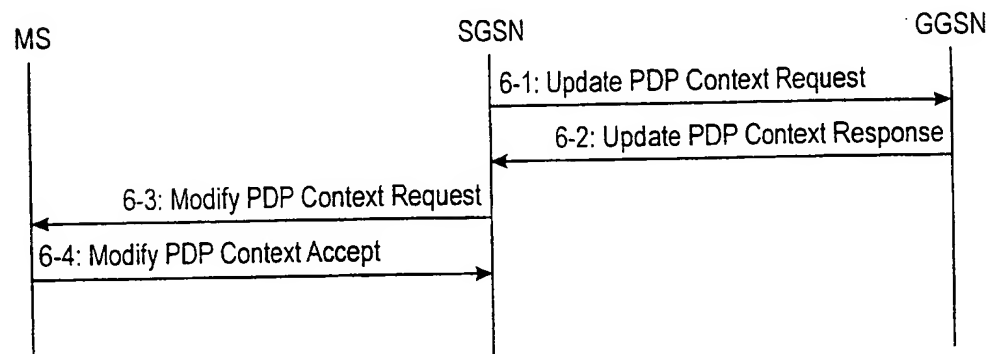 MS
SGSN
GGSN
6-1: Update PDP Context Request
6-2: Update PDP Context Response
6-3: Modify PDP Context Request
6-4: Modify PDP Context Accept